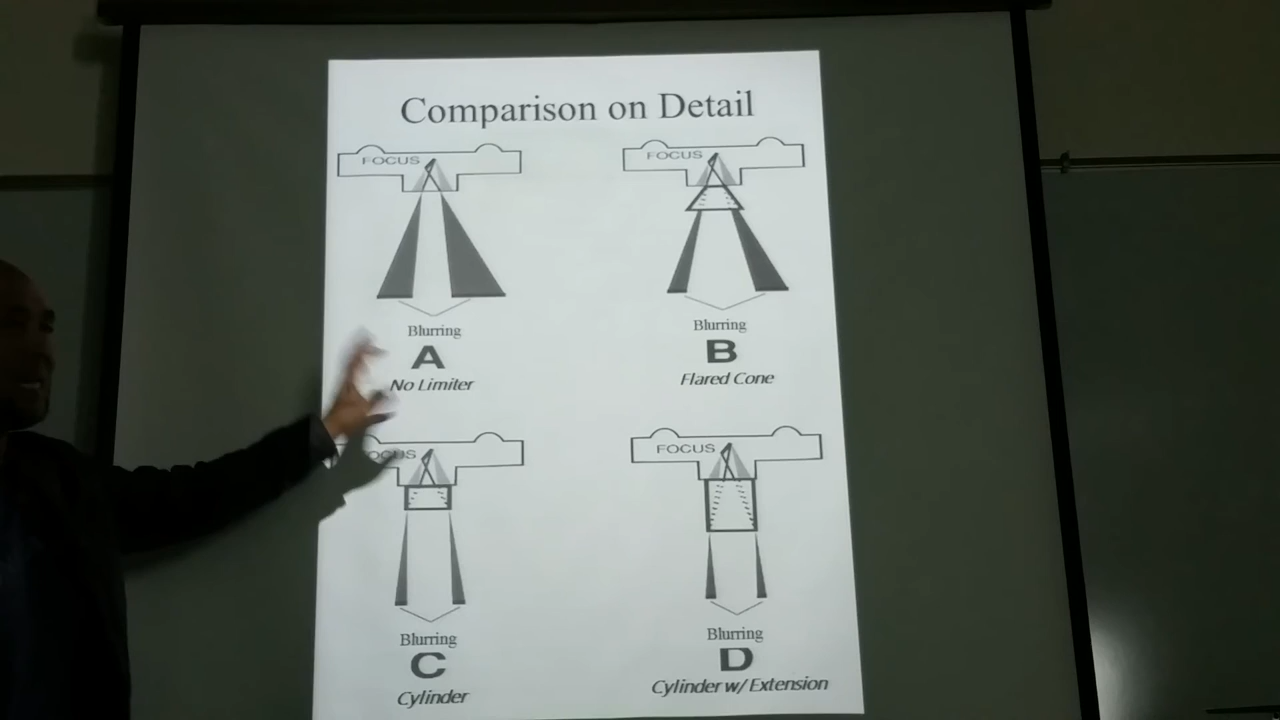 Comparison on Detail
FOCUS
FOCUS
Blurring
Blurring
A
B
No Limiter
Flared Cone
FOCUS
Blurring
Blurring
C
D
Cylinder
Cylinder w/ Extension